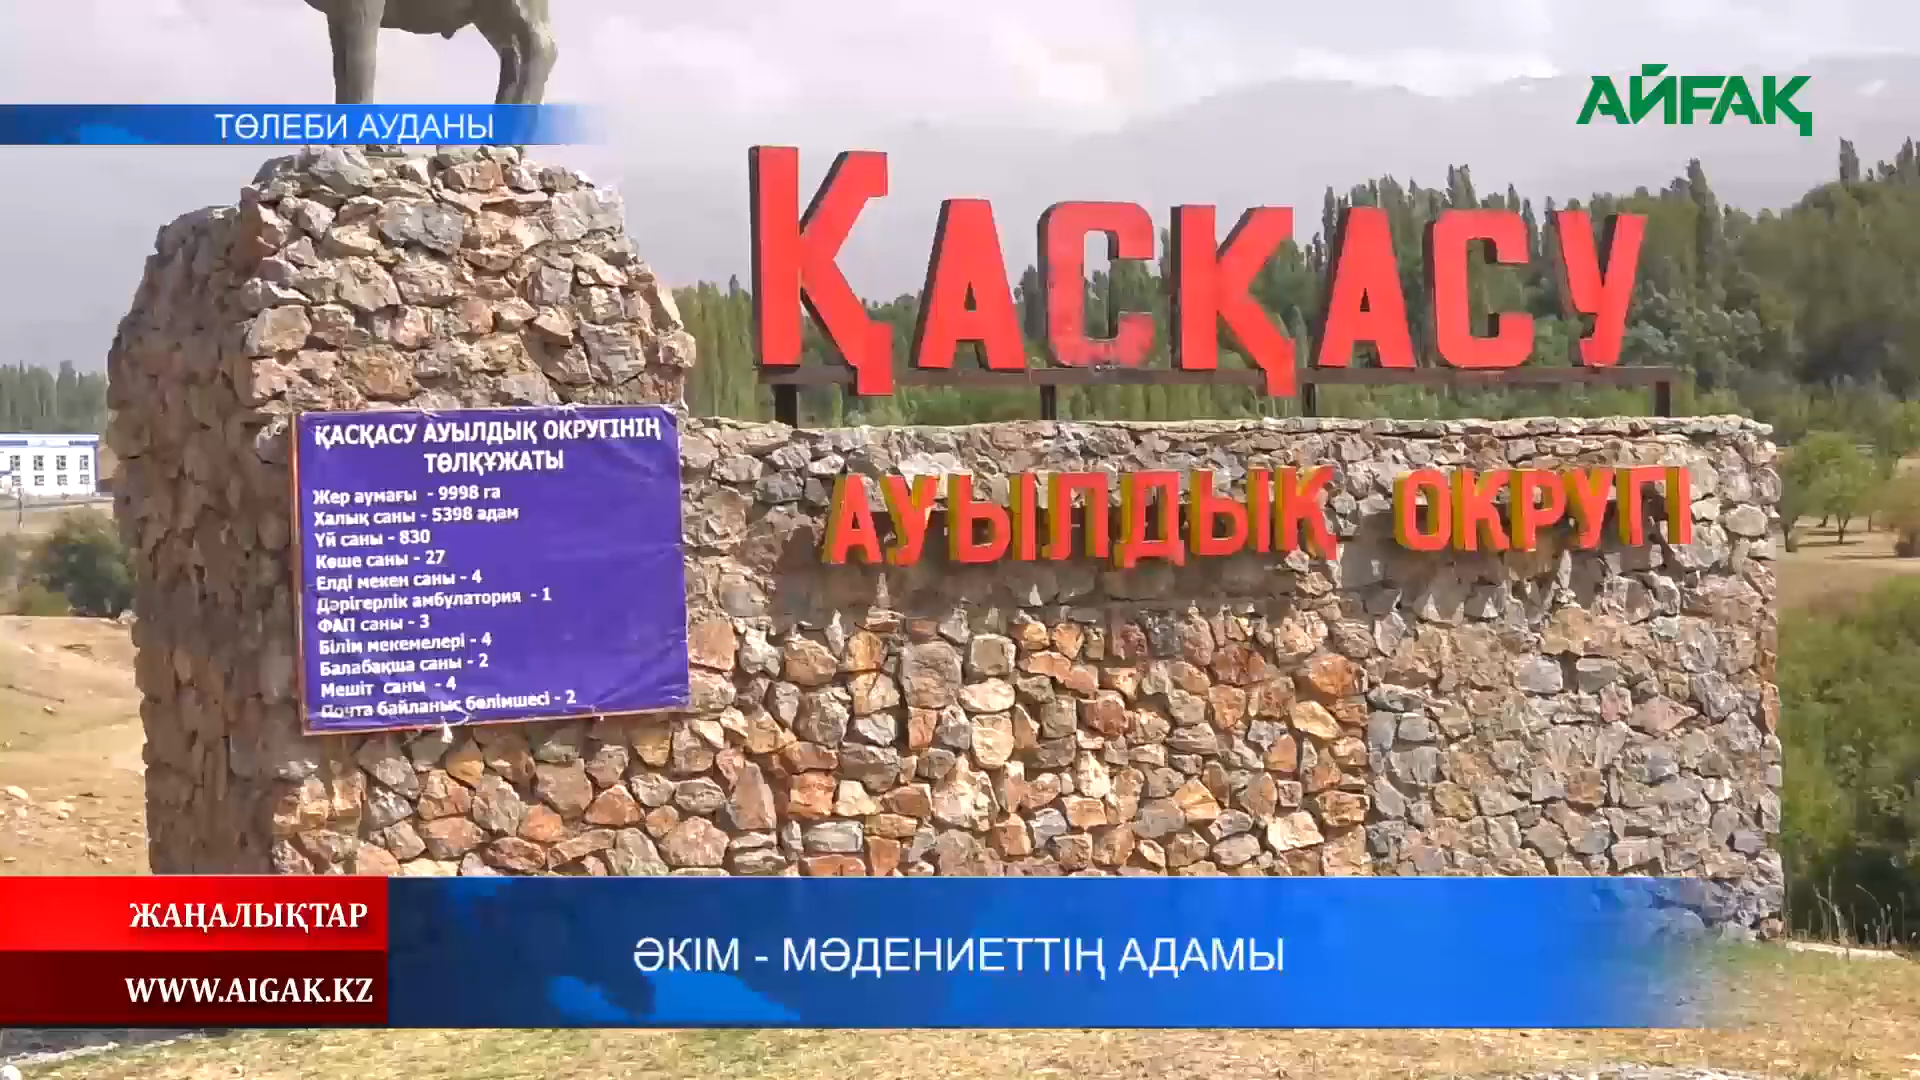 ТӨЛЕБИ АУДАНЫ
АЙҒАҚ
ҚАСҚАСУ
АУЫЛДЫҚ ОКРУГІ
ҚАСҚАСУ АУЫЛДЫҚ ОКРУГІНІҢ
ТӨЛҚҰЖАТЫ
Жер аумағы - 9998 га
Халық саны - 5398 адам
Үй саны - 830
Көше саны - 27
Елді мекен саны - 4
Дәрігерлік амбулатория - 1
ФАП саны - 3
Білім мекемелері - 4
Балабақша саны - 2
Мешіт саны - 4
Почта байланыс бөлімшесі - 2
ЖАҢАЛЫҚТАР
WWW.AIGAK.KZ
ӘКІМ - МӘДЕНИЕТТІҢ АДАМЫ